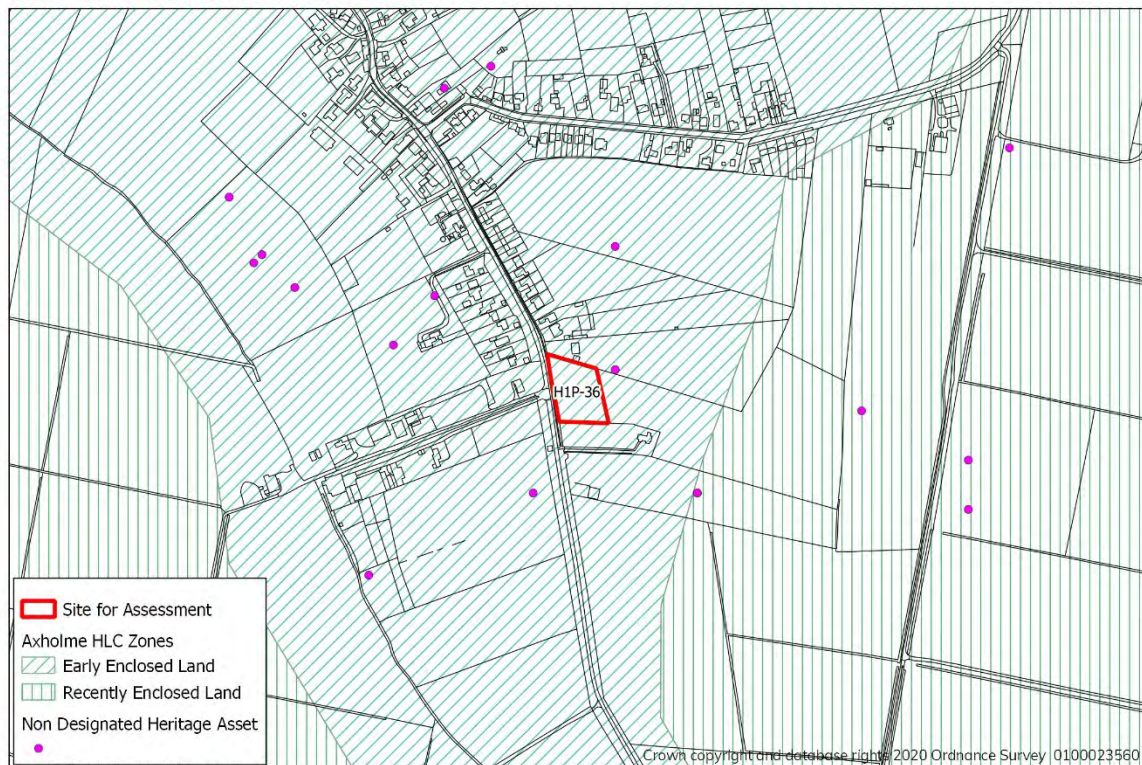 H1P-36
Site for Assessment
Axholme HLC Zones
Early Enclosed Land
Recently Enclosed Land
Non Designated Heritage Asset
Crown copyright and database rights 2020 Ordnance Survey 0100023560